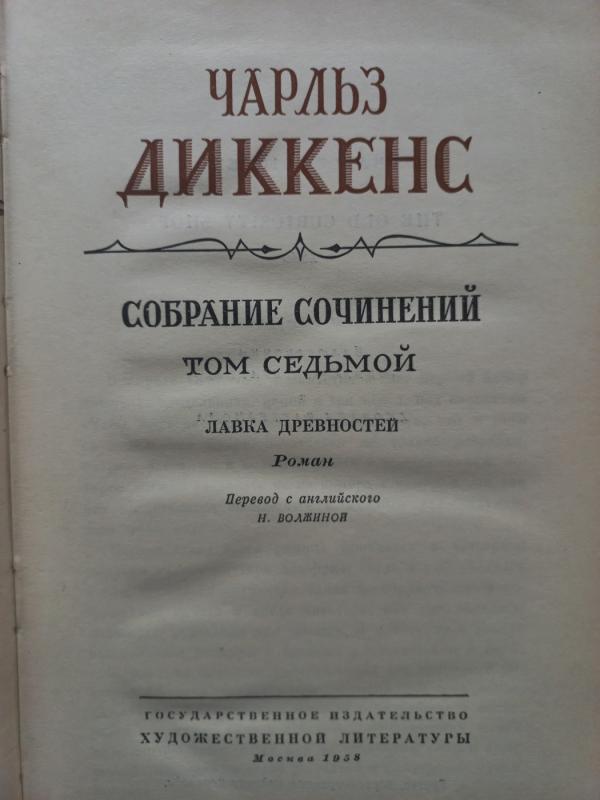 ЧАРЛЬЗ
ДИККЕНС
СОБРАНИЕ СОЧИНЕНИЙ
ТОМ СЕДЬМОЙ
ЛАВКА ДРЕВНОСТЕЙ
Роман
Перевод с английского
Н. ВОЛЖИНОЙ
ГОСУДАРСТВЕННОЕ ИЗДАТЕЛЬСТВО
ХУДОЖЕСТВЕННОЙ ЛИТЕРАТУРЫ
Москва 1958